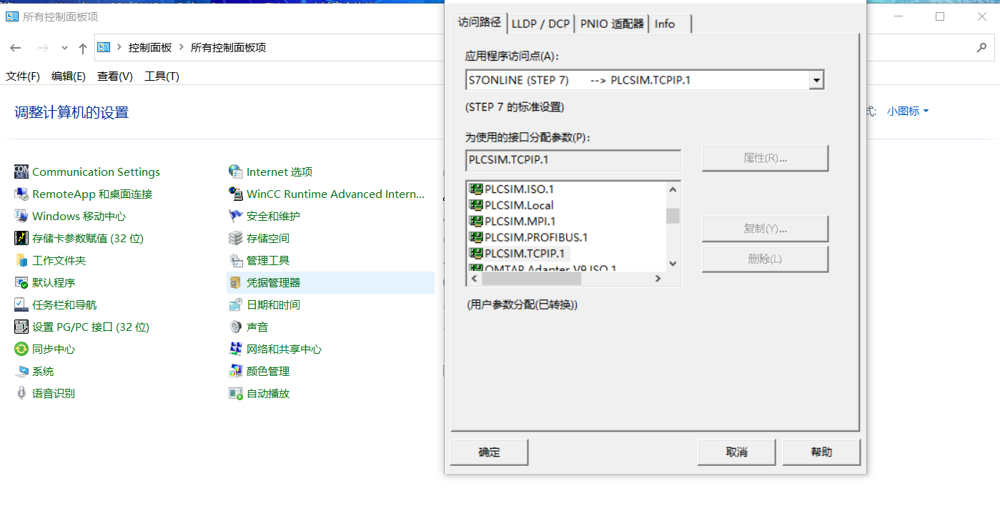 所有控制面板项
控制面板 > 所有控制面板项
文件(F) 编辑(E) 查看(V) 工具(T)
调整计算机的设置
式: 小图标
Communication Settings
RemoteApp 和桌面连接
Windows 移动中心
存储卡参数赋值 (32 位)
工作文件夹
默认程序
任务栏和导航
设置 PG/PC 接口 (32 位)
同步中心
系统
语音识别
Internet 选项
WinCC Runtime Advanced Intern...
安全和维护
存储空间
管理工具
凭据管理器
日期和时间
声音
网络和共享中心
颜色管理
自动播放
访问路径 LLDP / DCP PNIO 适配器 Info
应用程序访问点(A):
S7ONLINE (STEP 7) --> PLCSIM.TCPIP.1
(STEP 7 的标准设置)
为使用的接口分配参数(P):
PLCSIM.TCPIP.1
属性(R)...
PLCSIM.ISO.1
PLCSIM.Local
PLCSIM.MPI.1
PLCSIM.PROFIBUS.1
PLCSIM.TCPIP.1
Adapter V9.ISO.1
复制(Y)...
删除(L)
(用户参数分配(已转换))
确定 取消 帮助